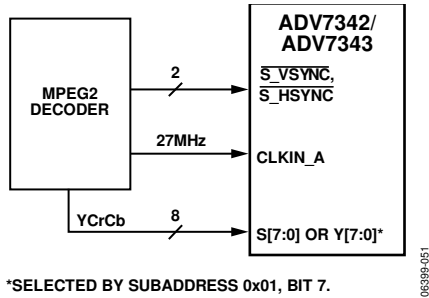 ADV7342/
ADV7343
MPEG2
DECODER
2
S_VSYNC,
S_HSYNC
27MHz
CLKIN_A
YCrCb
8
S[7:0] OR Y[7:0]*
*SELECTED BY SUBADDRESS 0x01, BIT 7.
06399-051